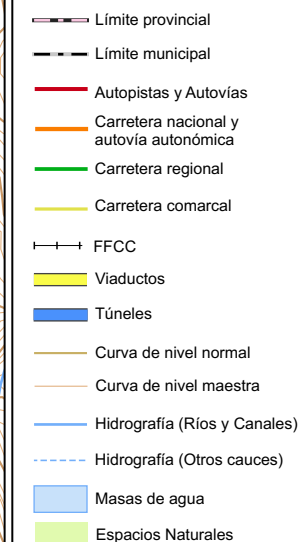 Límite provincial
Límite municipal
Autopistas y Autovías
Carretera nacional y
autovía autonómica
Carretera regional
Carretera comarcal
FFCC
Viaductos
Túneles
Curva de nivel normal
Curva de nivel maestra
Hidrografía (Ríos y Canales)
Hidrografía (Otros cauces)
Masas de agua
Espacios Naturales